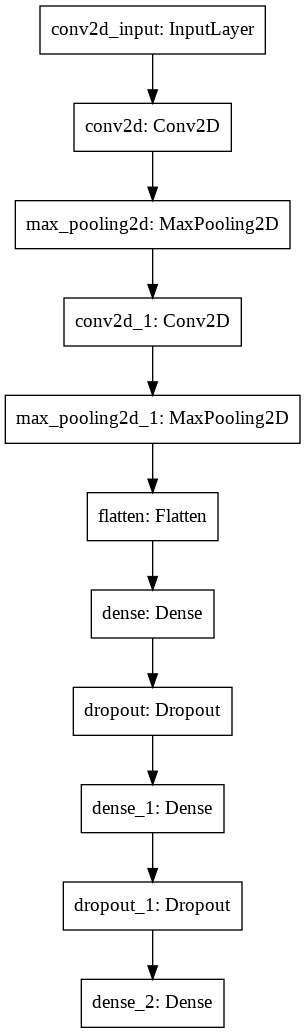 conv2d_input: InputLayer
conv2d: Conv2D
max_pooling2d: MaxPooling2D
conv2d_1: Conv2D
max_pooling2d_1: MaxPooling2D
flatten: Flatten
dense: Dense
dropout: Dropout
dense_1: Dense
dropout_1: Dropout
dense_2: Dense